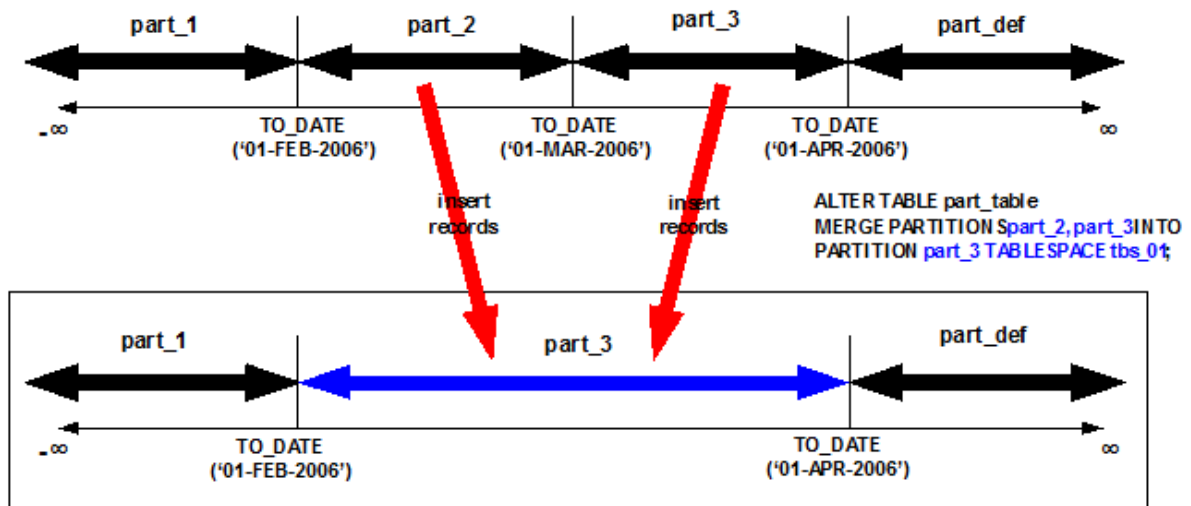 part_1 part_2 part_3 part_def
-∞ TO_DATE TO_DATE TO_DATE ∞
(‘01-FEB-2006’) (‘01-MAR-2006’) (‘01-APR-2006’)
insert insert ALTER TABLE part_table
records records MERGE PARTITIONS part_2, part_3 INTO
PARTITION part_3 TABLESPACE tbs_01;
part_1 part_3 part_def
-∞ TO_DATE TO_DATE ∞
(‘01-FEB-2006’) (‘01-APR-2006’)